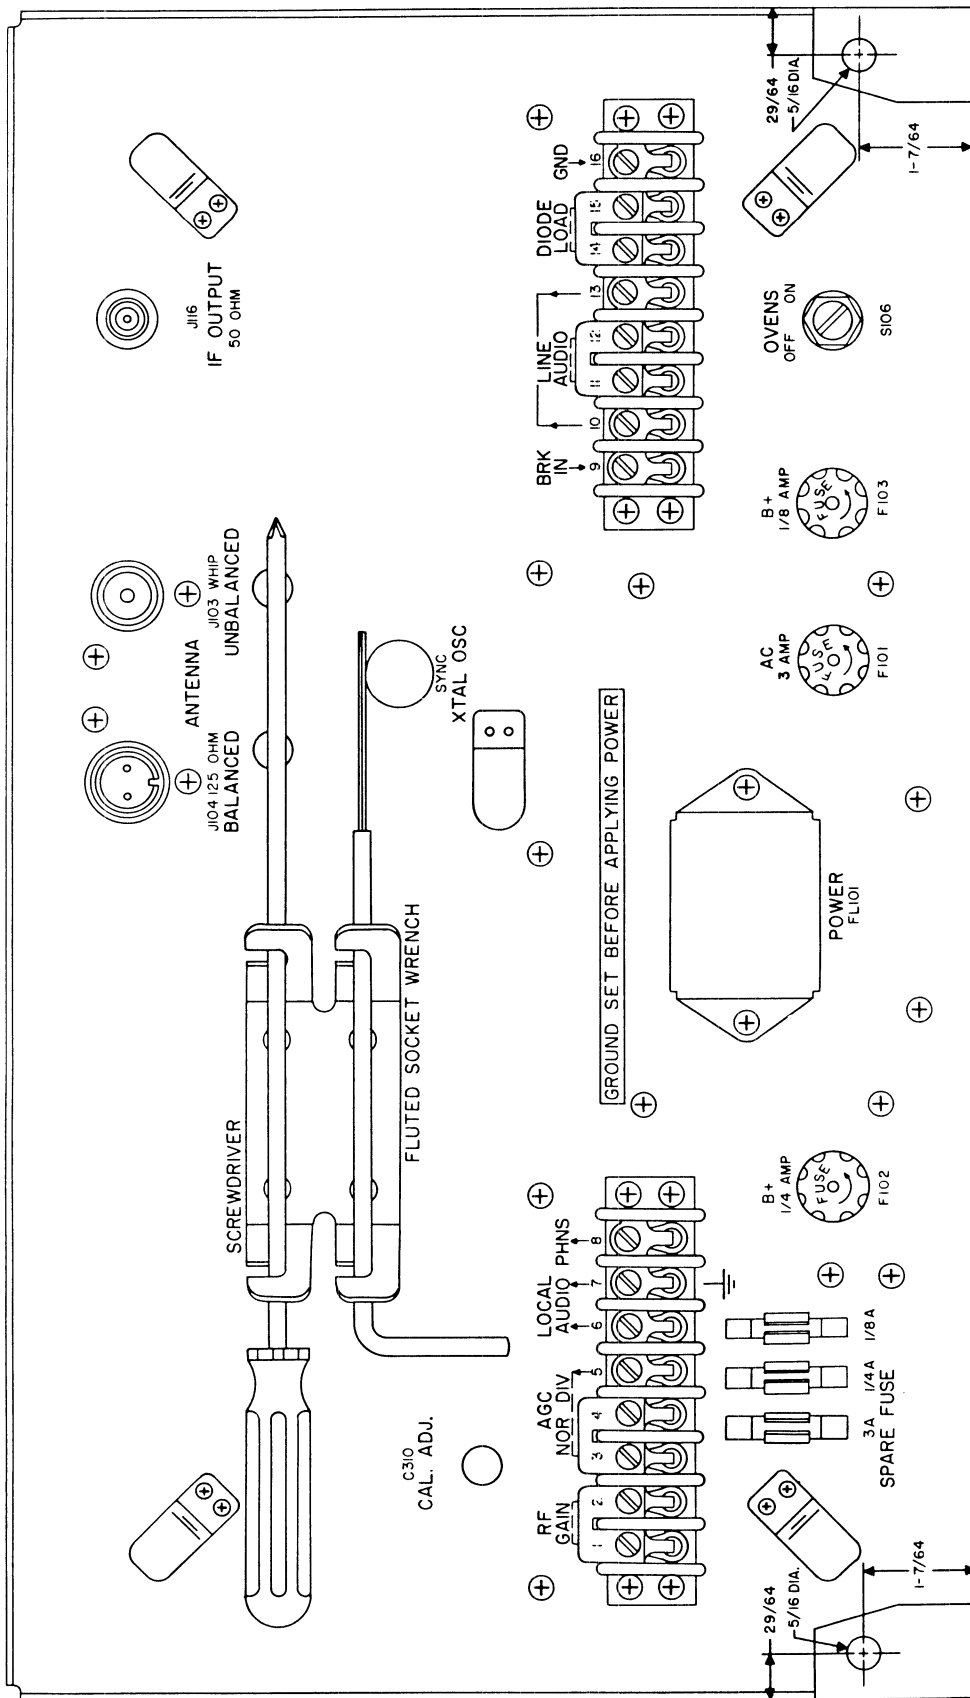 J104 125 OHM
BALANCED
ANTENNA
J103 WHIP
UNBALANCED
J116
IF OUTPUT
50 OHM
SCREWDRIVER
FLUTED SOCKET WRENCH
C310
CAL. ADJ.
SYNC
XTAL OSC
RF
GAIN
AGC
NOR DIV
LOCAL
AUDIO
PHNS
1
2
3
4
5
6
7
8
BRK
IN
LINE
AUDIO
DIODE
LOAD
GND
9
10
11
12
13
14
15
16
GROUND SET BEFORE APPLYING POWER
3A
1/4A
1/8A
SPARE FUSE
B+
1/4 AMP
FUSE
F102
POWER
FL101
AC
3 AMP
FUSE
F101
B+
1/8 AMP
FUSE
F103
OVENS
OFF ON
S106
29/64
5/16 DIA.
1-7/64
29/64
5/16 DIA.
1-7/64